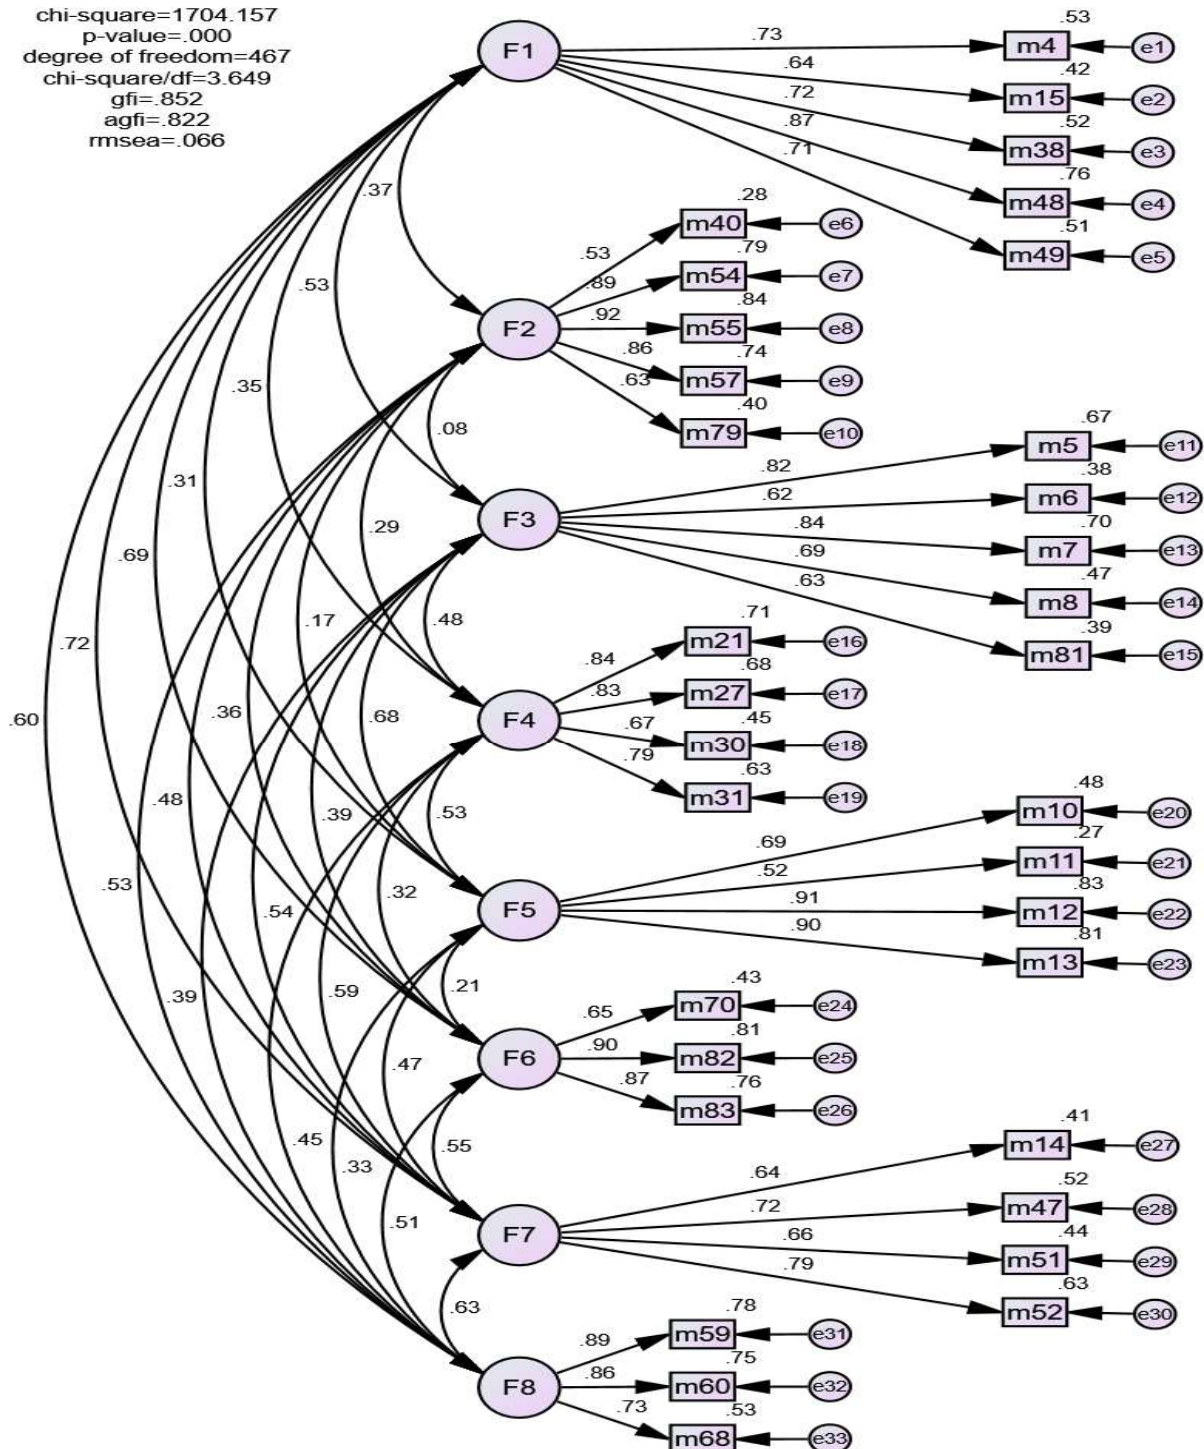 chi-square=1704.157
p-value=.000
degree of freedom=467
chi-square/df=3.649
gfi=.852
agfi=.822
rmsea=.066
F1
.73
m4
.53
e1
.64
m15
.42
e2
.72
m38
.52
e3
.87
m48
.76
e4
.71
m49
.51
e5
.37
.53
.35
.31
.69
.72
.60
F2
.53
m40
.28
e6
.89
m54
.79
e7
.92
m55
.84
e8
.86
m57
.74
e9
.63
m79
.40
e10
.08
.29
.17
.36
.48
.53
F3
.82
m5
.67
e11
.62
m6
.38
e12
.84
m7
.70
e13
.69
m8
.47
e14
.63
m81
.39
e15
.48
.68
.39
.54
.39
F4
.84
m21
.71
e16
.83
m27
.68
e17
.67
m30
.45
e18
.79
m31
.63
e19
.53
.32
.59
.45
F5
.69
m10
.48
e20
.52
m11
.27
e21
.91
m12
.83
e22
.90
m13
.81
e23
.21
.47
.33
F6
.65
m70
.43
e24
.90
m82
.81
e25
.87
m83
.76
e26
.55
.51
F7
.64
m14
.41
e27
.72
m47
.52
e28
.66
m51
.44
e29
.79
m52
.63
e30
.63
F8
.89
m59
.78
e31
.86
m60
.75
e32
.73
m68
.53
e33